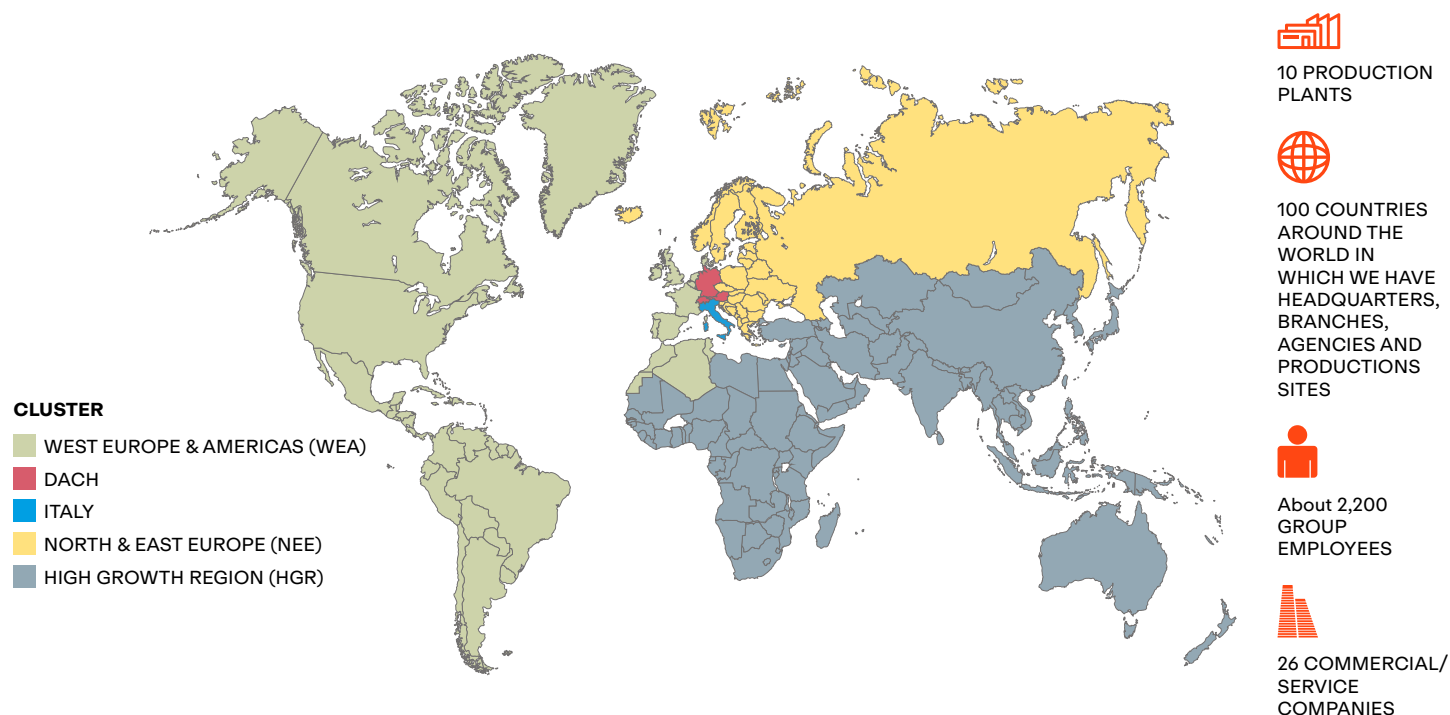 CLUSTER
WEST EUROPE & AMERICAS (WEA)
DACH
ITALY
NORTH & EAST EUROPE (NEE)
HIGH GROWTH REGION (HGR)
10 PRODUCTION
PLANTS
100 COUNTRIES
AROUND THE
WORLD IN
WHICH WE HAVE
HEADQUARTERS,
BRANCHES,
AGENCIES AND
PRODUCTIONS
SITES
About 2,200
GROUP
EMPLOYEES
26 COMMERCIAL/
SERVICE
COMPANIES